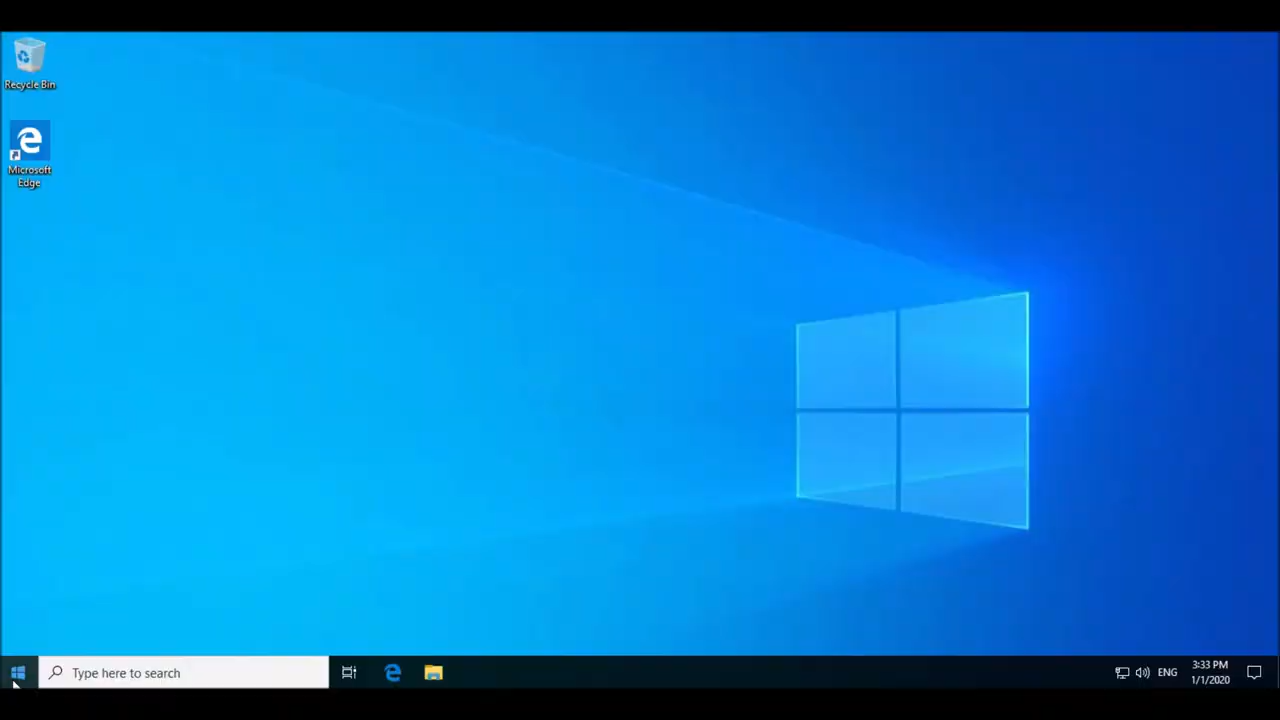 Recycle Bin
Microsoft
Edge
Type here to search
ENG
3:33 PM
1/1/2020